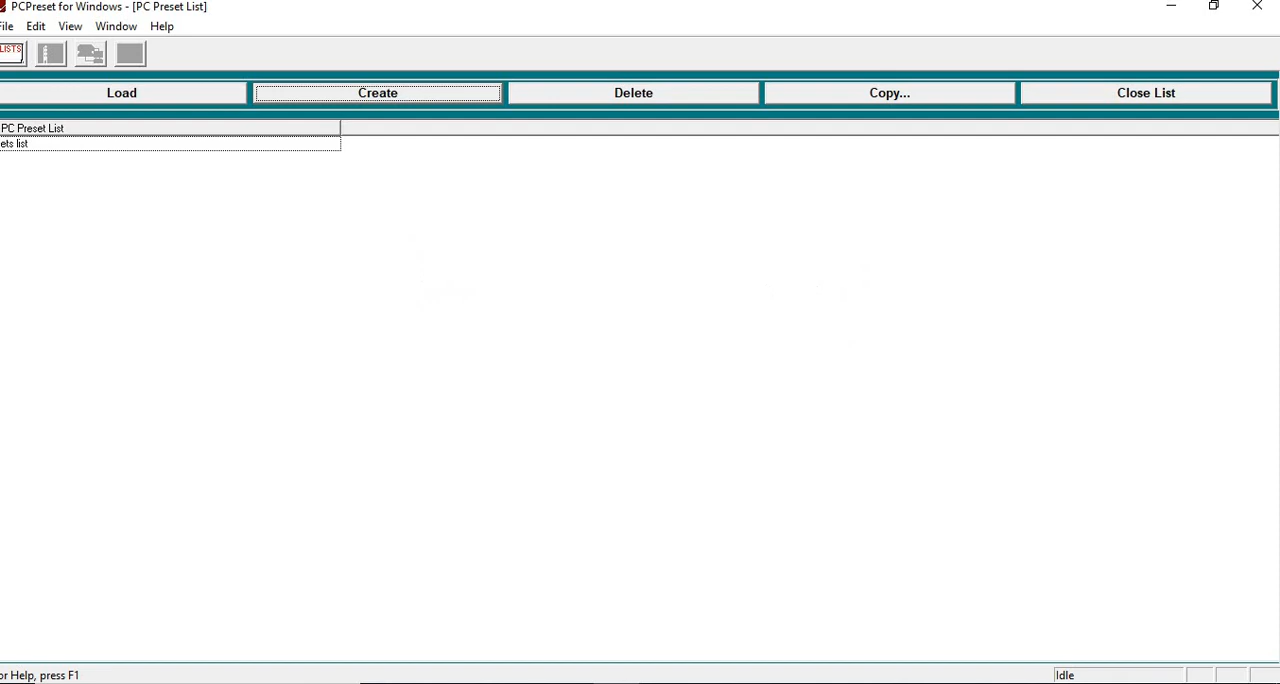 PCPreset for Windows - [PC Preset List]
ile Edit View Window Help
LISTS
Load Create Delete Copy... Close List
PC Preset List
ets list
or Help, press F1 Idle